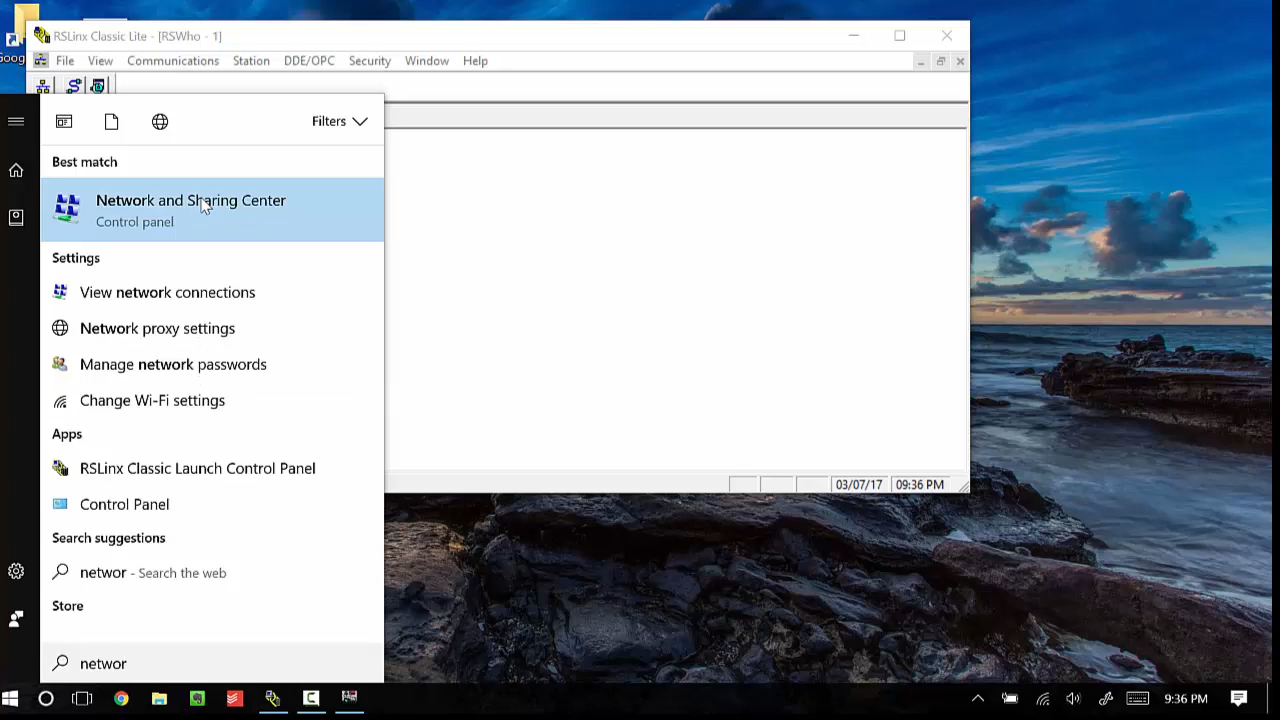 RSLinx Classic Lite - [RSWho - 1]
File View Communications Station DDE/OPC Security Window Help
Goog
Filters
Best match
Network and Sharing Center
Control panel
Settings
View network connections
Network proxy settings
Manage network passwords
Change Wi-Fi settings
Apps
RSLinx Classic Launch Control Panel
Control Panel
03/07/17 09:36 PM
Search suggestions
networ - Search the web
Store
networ
9:36 PM